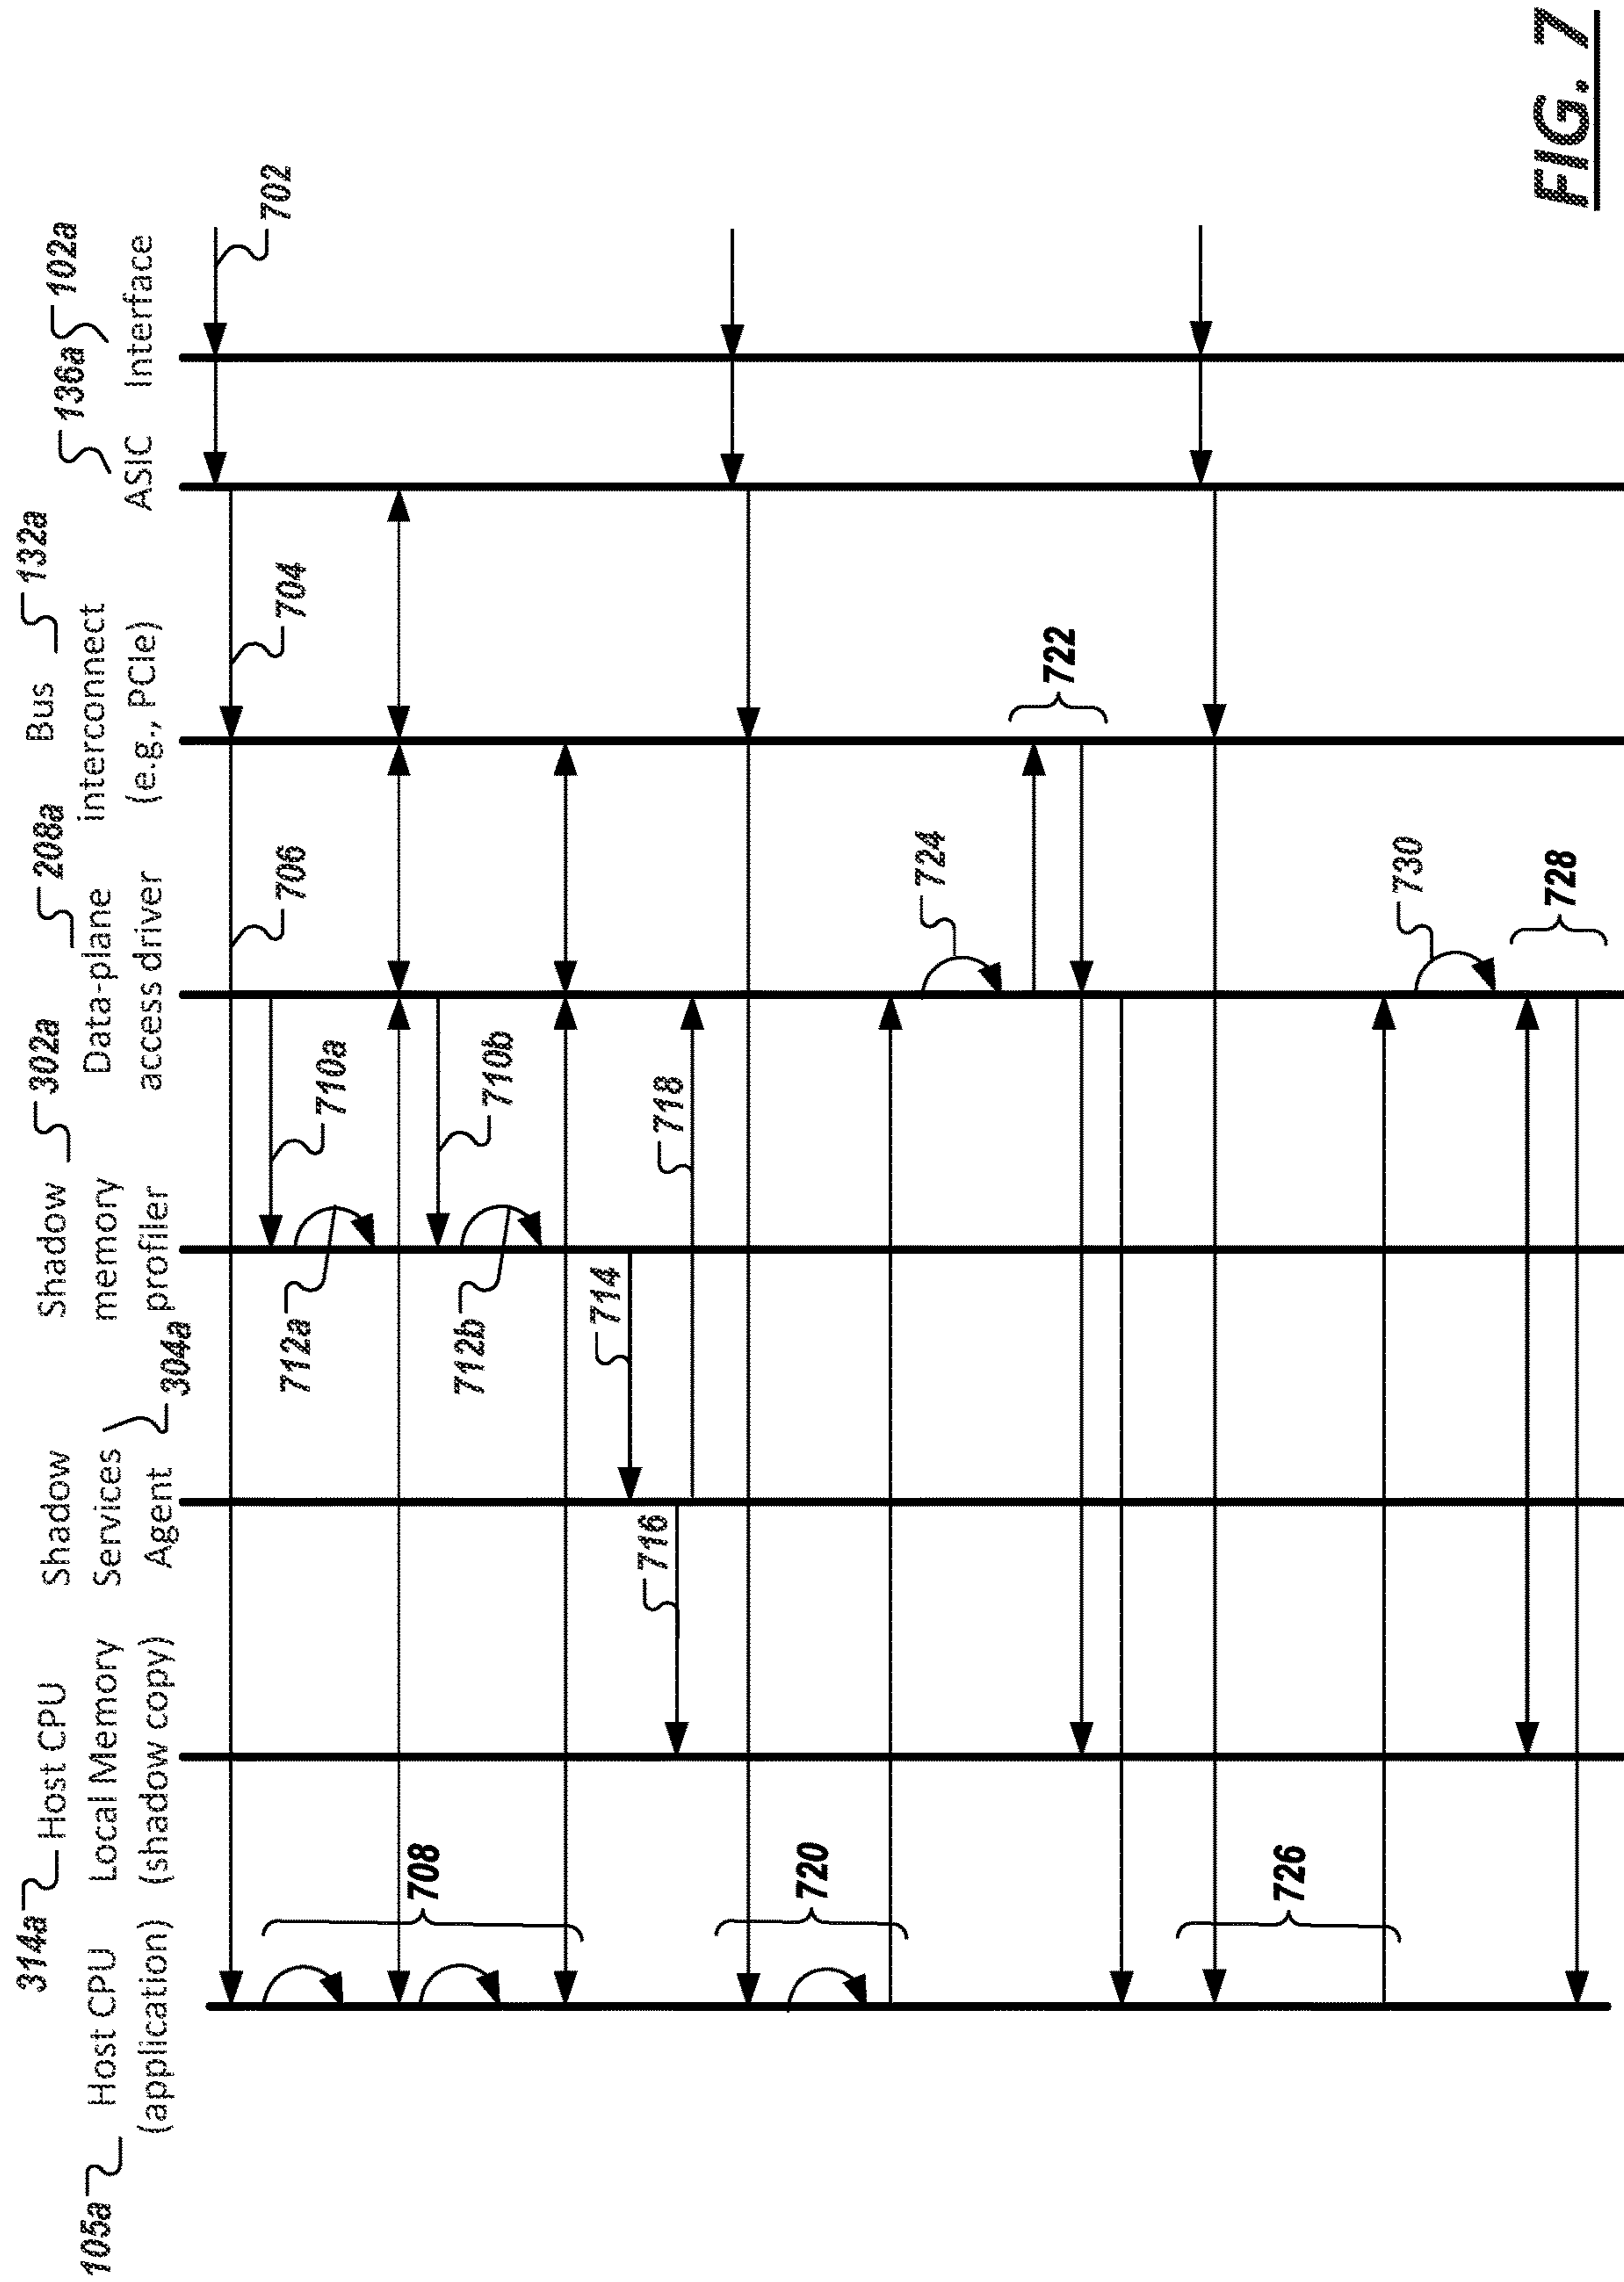 105a Host CPU (application)
314a Host CPU Local Memory (shadow copy)
Shadow Services Agent 304a
Shadow memory profiler 302a
Data-plane access driver 208a
Bus interconnect (e.g., PCIe) 132a
ASIC 136a
Interface 102a
702
704
706
708
710a
712a
710b
712b
714
716
718
720
724
722
726
730
728
FIG. 7